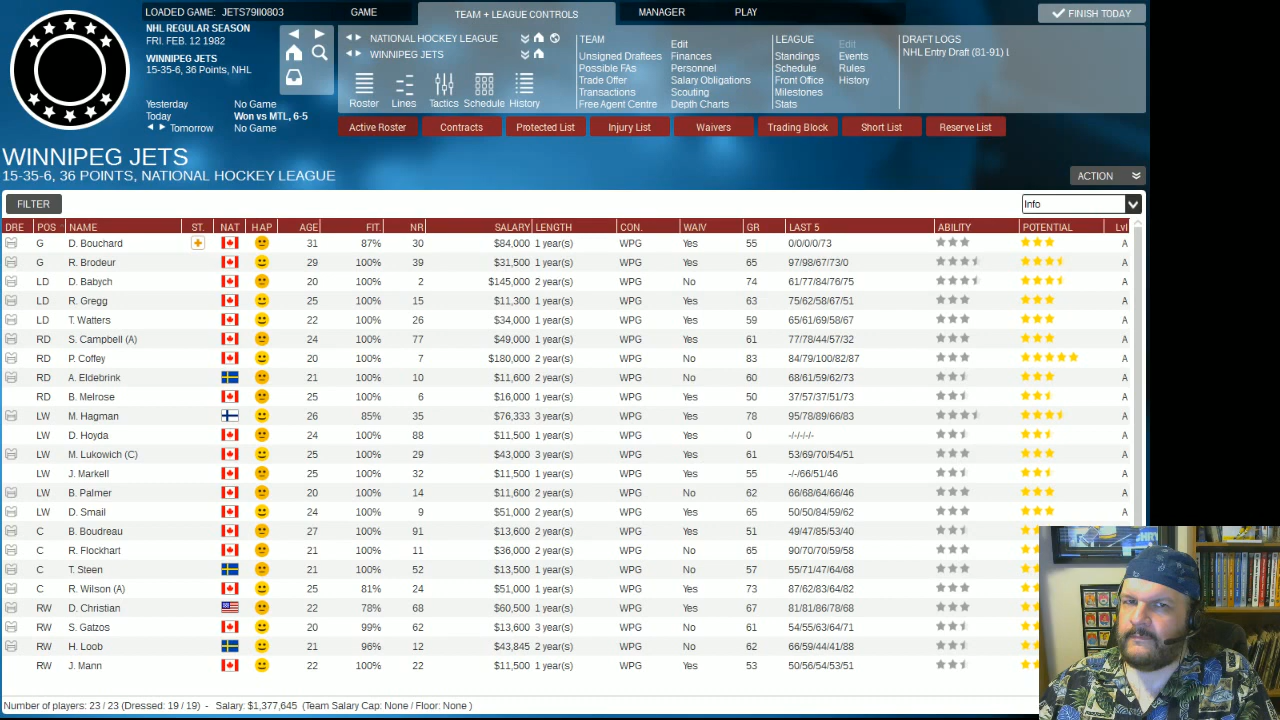 LOADED GAME: JETS79II0803
GAME
TEAM + LEAGUE CONTROLS
MANAGER
PLAY
FINISH TODAY
NHL REGULAR SEASON
FRI. FEB. 12 1982
WINNIPEG JETS
15-35-6, 36 POINTS, NHL
Yesterday No Game
Today Won vs MTL, 6-5
Tomorrow No Game
NATIONAL HOCKEY LEAGUE
WINNIPEG JETS
Roster Lines Tactics Schedule History
TEAM
Unsigned Draftees
Possible FAs
Trade Offer
Transactions
Free Agent Centre
Edit
Finances
Personnel
Salary Obligations
Scouting
Depth Charts
LEAGUE
Standings
Schedule
Front Office
Milestones
Stats
Edit
Events
Rules
History
DRAFT LOGS
NHL Entry Draft (81-91) L
Active Roster Contracts Protected List Injury List Waivers Trading Block Short List Reserve List
WINNIPEG JETS
15-35-6, 36 POINTS, NATIONAL HOCKEY LEAGUE
ACTION
FILTER
Info
DRE POS NAME ST. NAT HAP AGE FIT. NR SALARY LENGTH CON. WAIV GR LAST 5 ABILITY POTENTIAL Lvl
G D. Bouchard 31 87% 30 $84,000 1 year(s) WPG Yes 55 0/0/0/0/73 A
G R. Brodeur 29 100% 39 $31,500 1 year(s) WPG Yes 65 97/98/67/73/0 A
LD D. Babych 20 100% 2 $145,000 2 year(s) WPG No 74 61/77/84/76/75 A
LD R. Gregg 25 100% 15 $11,300 1 year(s) WPG Yes 63 75/62/58/67/51 A
LD T. Watters 22 100% 26 $34,000 1 year(s) WPG Yes 59 65/61/69/58/67 A
RD S. Campbell (A) 24 100% 77 $49,000 1 year(s) WPG Yes 61 77/78/44/57/32 A
RD P. Coffey 20 100% 7 $180,000 2 year(s) WPG No 83 84/79/100/82/87 A
RD A. Eldebrink 21 100% 10 $11,600 2 year(s) WPG No 60 68/61/59/62/73 A
RD B. Melrose 25 100% 6 $16,000 1 year(s) WPG Yes 50 37/57/37/51/73 A
LW M. Hagman 26 85% 35 $76,333 3 year(s) WPG Yes 78 95/78/89/66/83 A
LW D. Hoyda 24 100% 88 $11,500 1 year(s) WPG Yes 0 -/-/-/-/- A
LW M. Lukowich (C) 25 100% 29 $43,000 3 year(s) WPG Yes 61 53/69/70/54/51 A
LW J. Markell 25 100% 32 $11,500 1 year(s) WPG Yes 55 -/-/66/51/46 A
LW B. Palmer 20 100% 14 $11,600 2 year(s) WPG No 62 66/68/64/66/46 A
LW D. Smail 24 100% 9 $51,000 2 year(s) WPG Yes 65 50/50/84/59/62 A
C B. Boudreau 27 100% 91 $13,600 2 year(s) WPG Yes 51 49/47/85/53/40
C R. Flockhart 21 100% 11 $36,000 2 year(s) WPG No 65 90/70/70/59/58
C T. Steen 21 100% 52 $13,500 1 year(s) WPG No 57 55/71/47/64/68
C R. Wilson (A) 25 81% 24 $51,000 2 year(s) WPG Yes 73 87/62/83/64/82
RW D. Christian 22 78% 68 $60,500 1 year(s) WPG Yes 67 81/81/86/78/68
RW S. Gatzos 20 99% 62 $13,600 3 year(s) WPG No 61 54/55/63/64/71
RW H. Loob 21 96% 12 $43,845 2 year(s) WPG No 62 66/59/44/41/88
RW J. Mann 22 100% 22 $11,500 1 year(s) WPG Yes 53 50/56/54/53/51
Number of players: 23 / 23 (Dressed: 19 / 19) - Salary: $1,377,645 (Team Salary Cap: None / Floor: None )